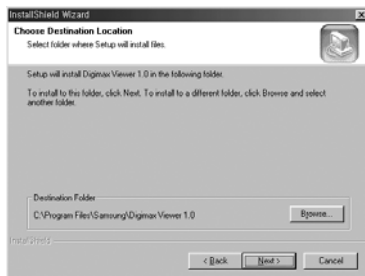 InstallShield Wizard
Choose Destination Location
Select folder where Setup will install files.
Setup will install Digimax Viewer 1.0 in the following folder.
To install to this folder, click Next. To install to a different folder, click Browse and select
another folder.
Destination Folder
C:\Program Files\Samsung\Digimax Viewer 1.0
Browse...
InstallShield
< Back
Next >
Cancel